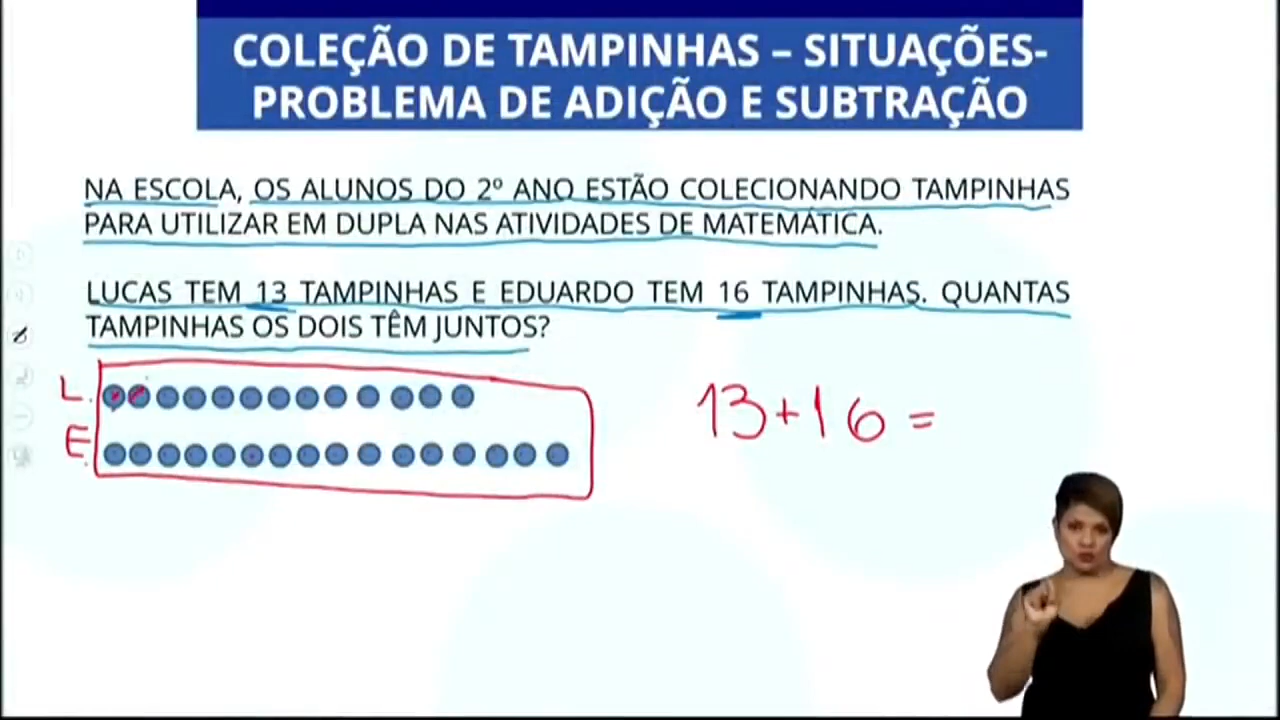 COLEÇÃO DE TAMPINHAS – SITUAÇÕES-
PROBLEMA DE ADIÇÃO E SUBTRAÇÃO
NA ESCOLA, OS ALUNOS DO 2º ANO ESTÃO COLECIONANDO TAMPINHAS
PARA UTILIZAR EM DUPLA NAS ATIVIDADES DE MATEMÁTICA.
LUCAS TEM 13 TAMPINHAS E EDUARDO TEM 16 TAMPINHAS. QUANTAS
TAMPINHAS OS DOIS TÊM JUNTOS?
L.
E.
13+16=